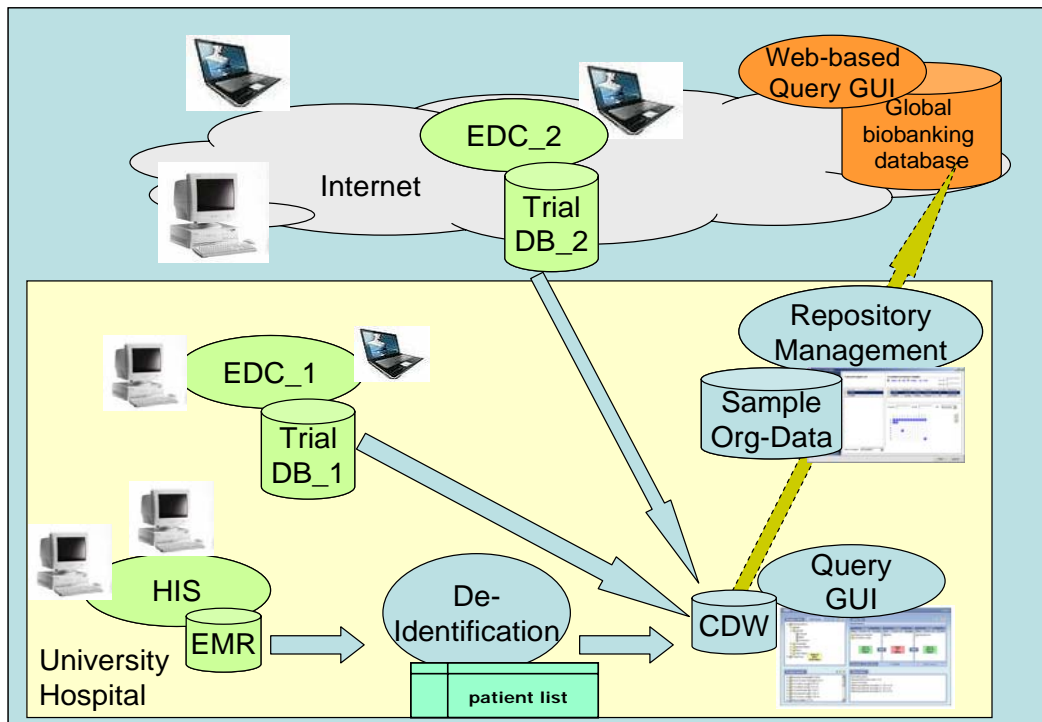 Web-based
Query GUI
Global
biobanking
database
EDC_2
Internet
Trial
DB_2
Repository
Management
EDC_1
Sample
Org-Data
Trial
DB_1
Query
GUI
HIS
De-
Identification
EMR
CDW
University
Hospital
patient list